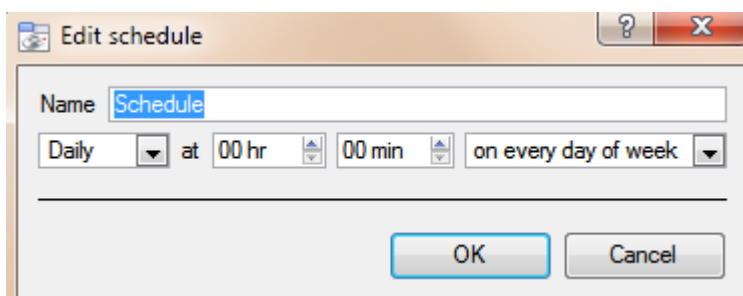 Edit schedule
?
Name Schedule
Daily at 00 hr 00 min on every day of week
OK Cancel